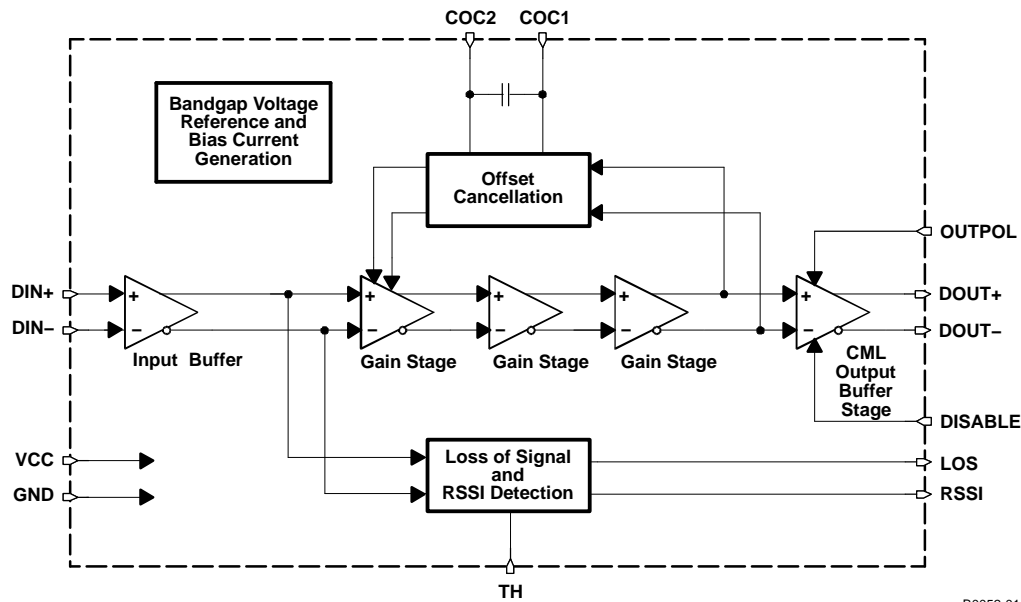 COC2 COC1
Bandgap Voltage
Reference and
Bias Current
Generation
Offset
Cancellation
OUTPOL
DIN+
+
+
+
+
+
DOUT+
DIN−
−
−
−
−
−
DOUT−
Input Buffer
Gain Stage
Gain Stage
Gain Stage
CML
Output
Buffer
Stage
DISABLE
VCC
GND
Loss of Signal
and
RSSI Detection
LOS
RSSI
TH